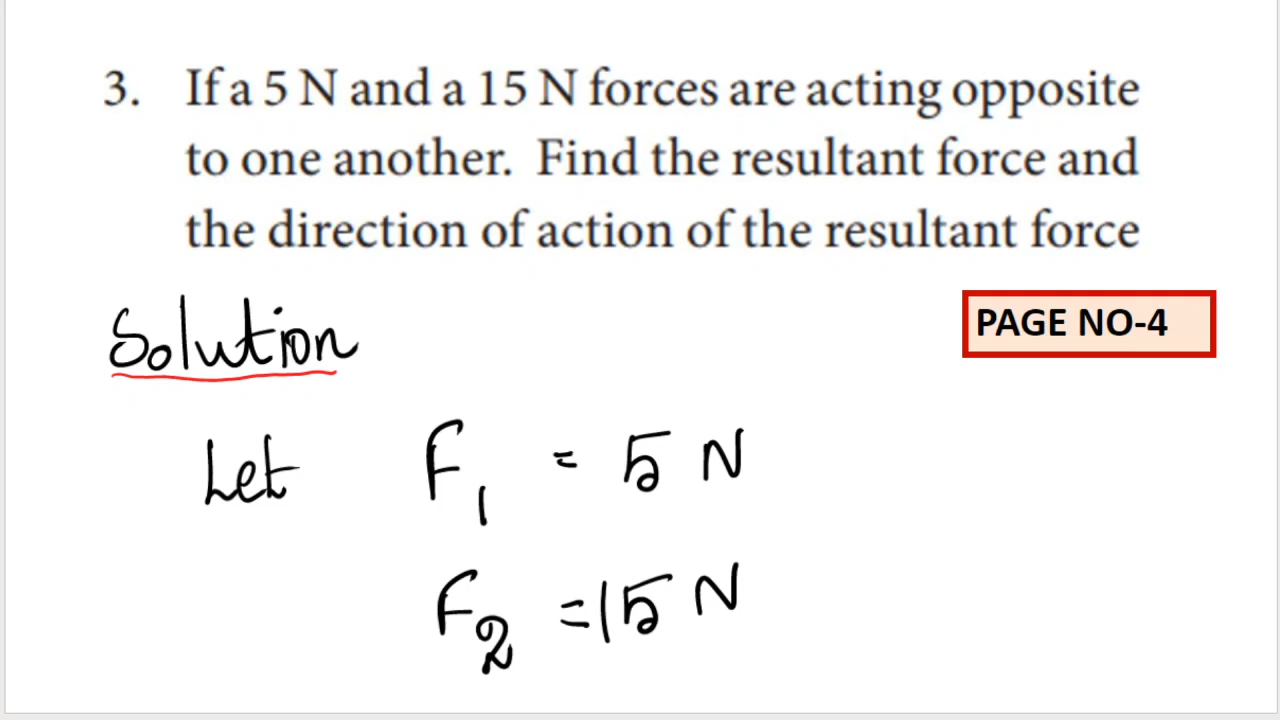 3. If a 5 N and a 15 N forces are acting opposite
to one another. Find the resultant force and
the direction of action of the resultant force
Solution
PAGE NO-4
Let F₁ = 5 N
F₂ = 15 N